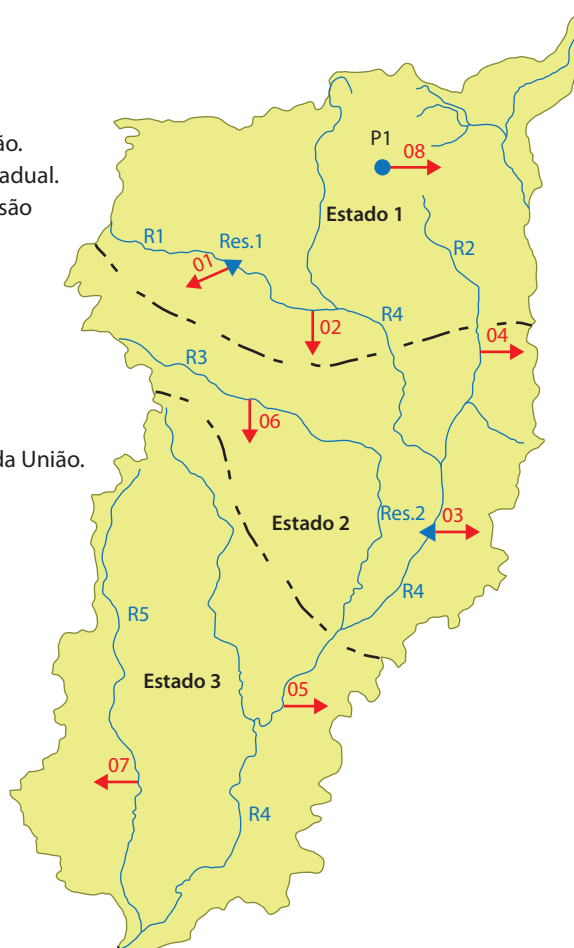 ão.
adual.
são
P1
08
Estado 1
R1
Res.1
R2
01
02
R4
04
R3
06
da União.
Res.2
03
Estado 2
R4
R5
Estado 3
05
07
R4